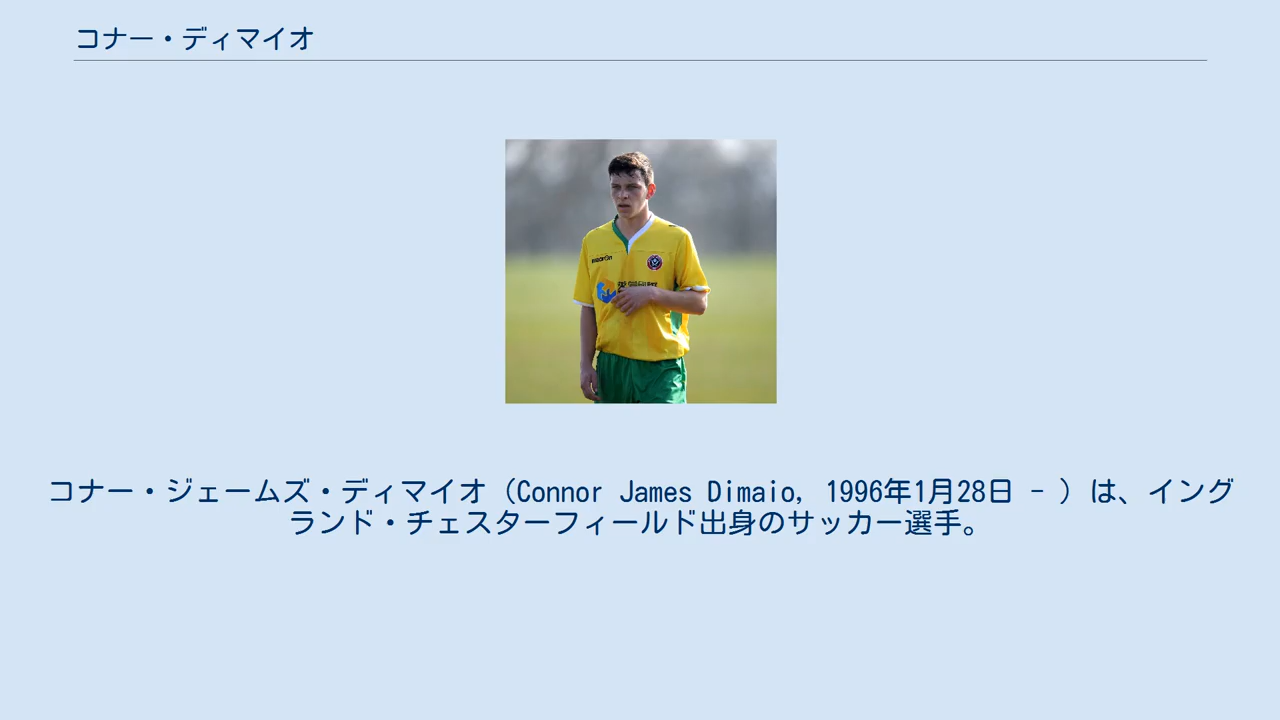 コナー・ディマイオ
macron
コナー・ジェームズ・ディマイオ（Connor James Dimaio, 1996年1月28日 - ）は、イング
ランド・チェスターフィールド出身のサッカー選手。